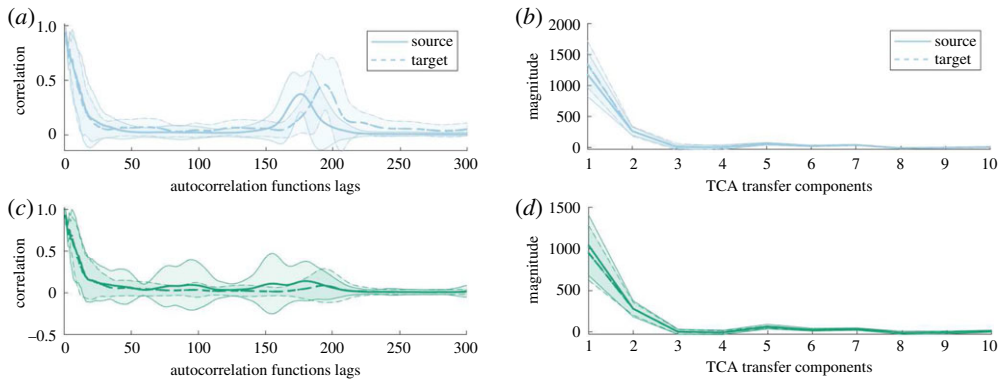 (a)
1.0
0.5
0
correlation
source
target
0 50 100 150 200 250 300
autocorrelation functions lags
(b)
2000
1500
1000
500
0
magnitude
source
target
1 2 3 4 5 6 7 8 9 10
TCA transfer components
(c)
1.0
0.5
0
−0.5
correlation
0 50 100 150 200 250 300
autocorrelation functions lags
(d)
1500
1000
500
0
magnitude
1 2 3 4 5 6 7 8 9 10
TCA transfer components